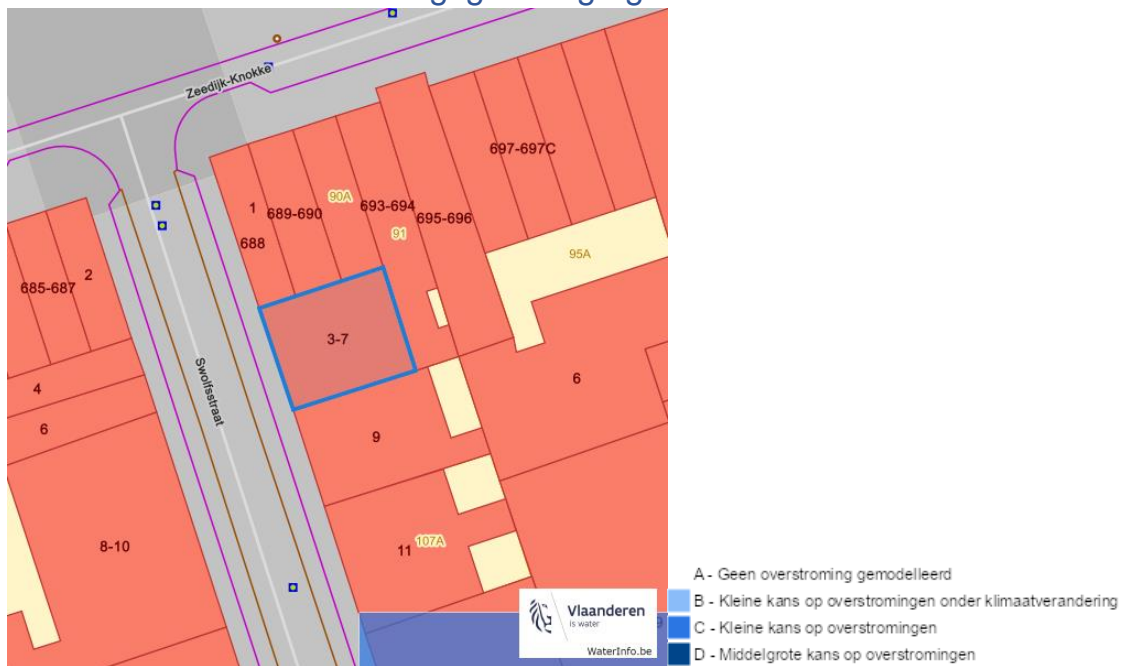 Zeedijk-Knokke
697-697C
1
689-690
90A
693-694
91
695-696
688
95A
2
685-687
3-7
Swolfsstraat
4
6
6
9
8-10
11
107A
A - Geen overstroming gemodelleerd
B - Kleine kans op overstromingen onder klimaatverandering
C - Kleine kans op overstromingen
D - Middelgrote kans op overstromingen
Vlaanderen
is water
WaterInfo.be